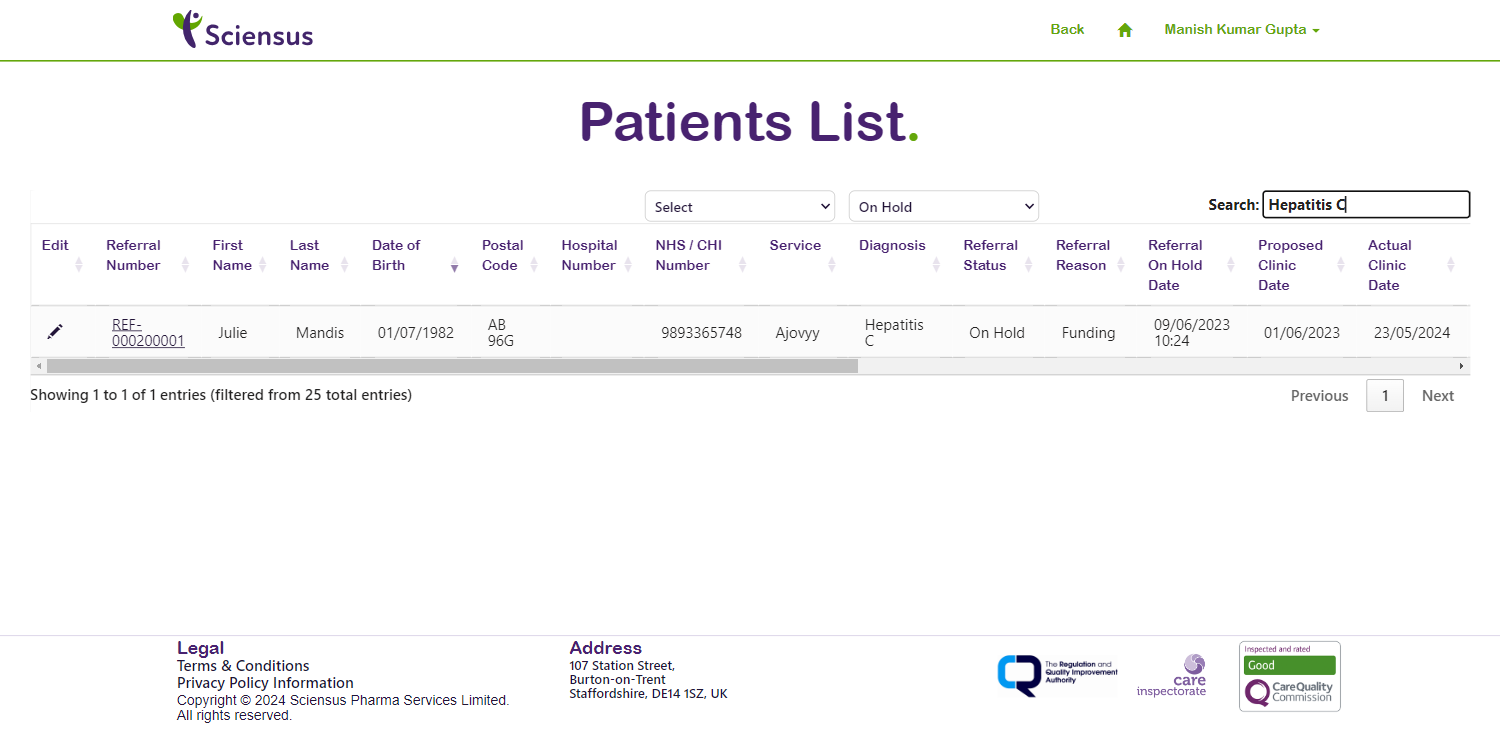 Sciensus
Back
Manish Kumar Gupta
Patients List.
Select
On Hold
Search: Hepatitis C
Edit
Referral Number
First Name
Last Name
Date of Birth
Postal Code
Hospital Number
NHS / CHI Number
Service
Diagnosis
Referral Status
Referral Reason
Referral On Hold Date
Proposed Clinic Date
Actual Clinic Date
REF-
000200001
Julie
Mandis
01/07/1982
AB
96G
9893365748
Ajovyy
Hepatitis
C
On Hold
Funding
09/06/2023
10:24
01/06/2023
23/05/2024
Showing 1 to 1 of 1 entries (filtered from 25 total entries)
Previous
1
Next
Legal
Terms & Conditions
Privacy Policy Information
Copyright © 2024 Sciensus Pharma Services Limited.
All rights reserved.
Address
107 Station Street,
Burton-on-Trent
Staffordshire, DE14 1SZ, UK
The Regulation and
Quality Improvement
Authority
care
inspectorate
Inspected and rated
Good
CareQuality
Commission